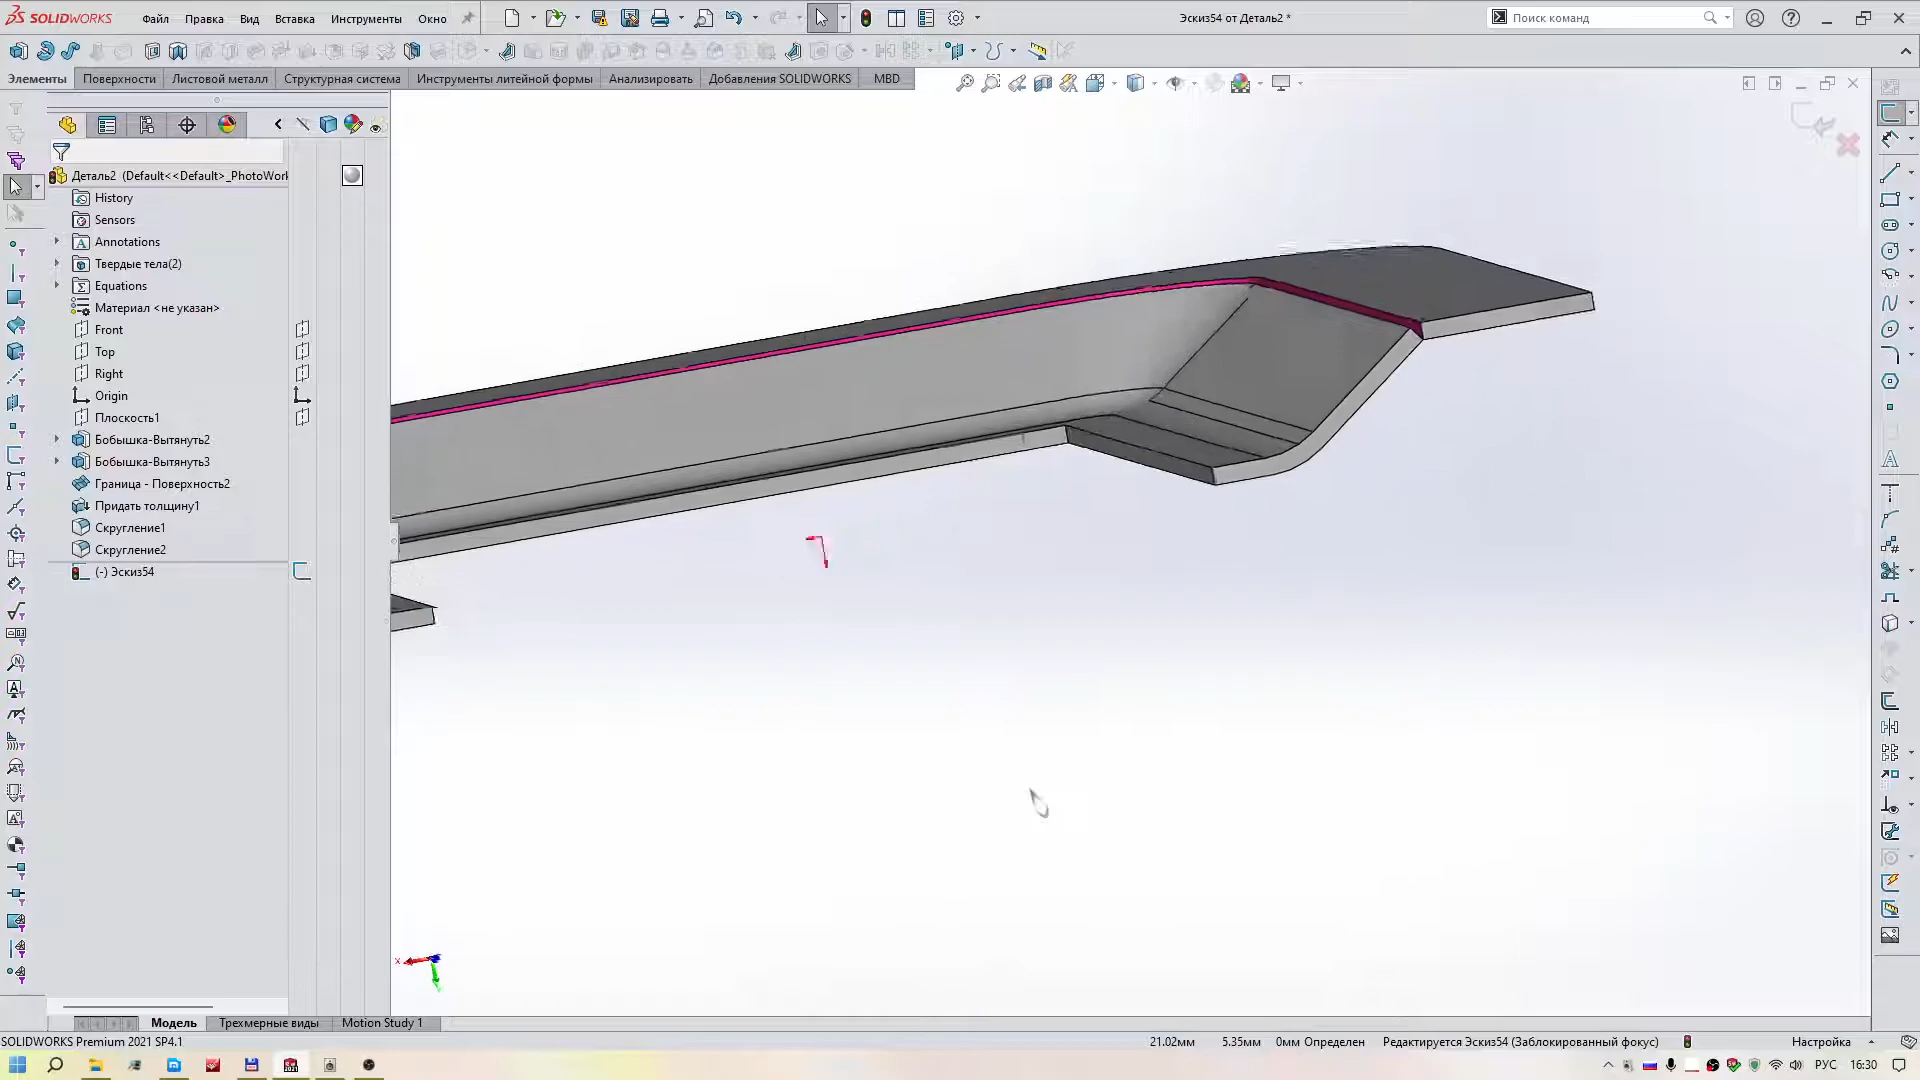 SOLIDWORKS
Файл Правка Вид Вставка Инструменты Окно
Эскиз54 от Деталь2 *
Поиск команд
Элементы Поверхности Листовой металл Структурная система Инструменты литейной формы Анализировать Добавления SOLIDWORKS MBD
Деталь2 (Default<<Default>_PhotoWork
History
Sensors
Annotations
Твердые тела(2)
Equations
Материал <не указан>
Front
Top
Right
Origin
Плоскость1
Бобышка-Вытянуть2
Бобышка-Вытянуть3
Граница - Поверхность2
Придать толщину1
Скругление1
Скругление2
(-) Эскиз54
x
Модель Трехмерные виды Motion Study 1
SOLIDWORKS Premium 2021 SP4.1
21.02мм 5.35мм 0мм Определен Редактируется Эскиз54 (Заблокированный фокус) Настройка
РУС 16:30